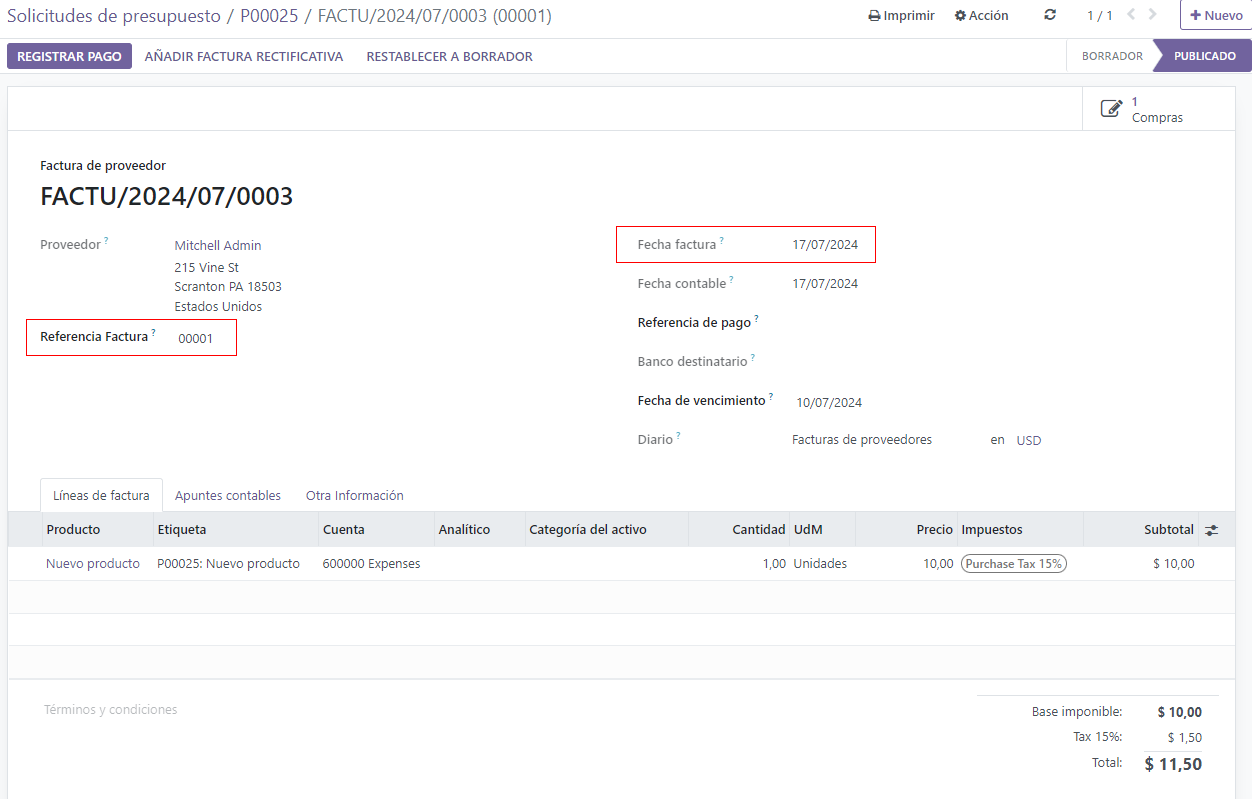 Solicitudes de presupuesto / P00025 / FACTU/2024/07/0003 (00001)
Imprimir Acción 1 / 1 Nuevo
REGISTRAR PAGO AÑADIR FACTURA RECTIFICATIVA RESTABLECER A BORRADOR BORRADOR PUBLICADO
1
Compras
Factura de proveedor
FACTU/2024/07/0003
Proveedor ? Mitchell Admin
215 Vine St
Scranton PA 18503
Estados Unidos
Referencia Factura ? 00001
Fecha factura ? 17/07/2024
Fecha contable ? 17/07/2024
Referencia de pago ?
Banco destinatario ?
Fecha de vencimiento ? 10/07/2024
Diario ? Facturas de proveedores en USD
Líneas de factura Apuntes contables Otra Información
Producto Etiqueta Cuenta Analítico Categoría del activo Cantidad UdM Precio Impuestos Subtotal
Nuevo producto P00025: Nuevo producto 600000 Expenses 1,00 Unidades 10,00 Purchase Tax 15% $ 10,00
Términos y condiciones
Base imponible: $ 10,00
Tax 15%: $ 1,50
Total: $ 11,50